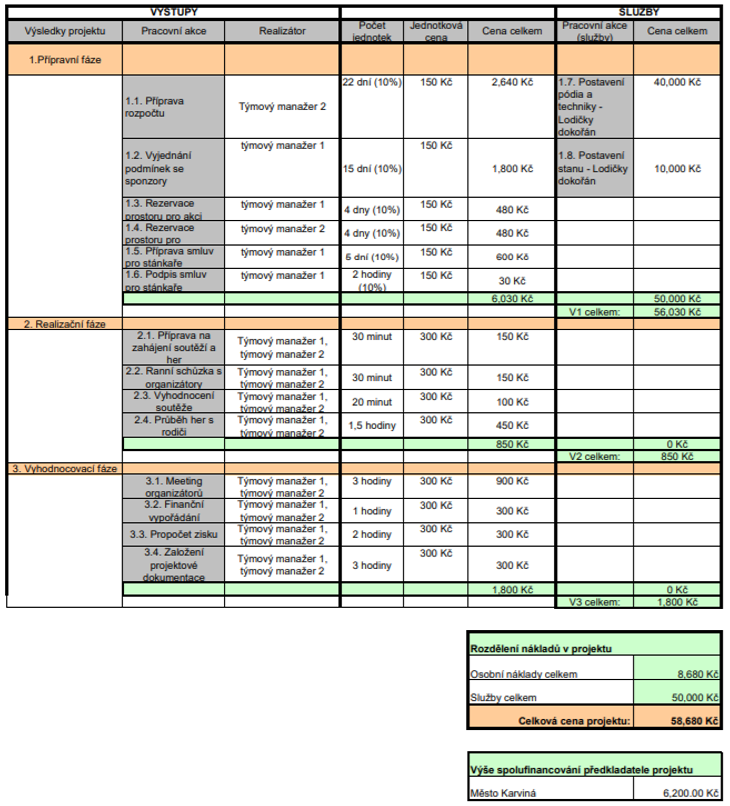 VÝSTUPY SLUŽBY
Výsledky projektu Pracovní akce Realizátor Počet jednotek Jednotková cena Cena celkem Pracovní akce (služby) Cena celkem
1.Přípravní fáze
1.1. Příprava rozpočtu Týmový manažer 2 22 dní (10%) 150 Kč 2,640 Kč 1.7. Postavení pódia a techniky - Lodičky dokořán 40,000 Kč
1.2. Vyjednání podmínek se sponzory týmový manažer 1 15 dní (10%) 150 Kč 1,800 Kč 1.8. Postavení stanu - Lodičky dokořán 10,000 Kč
1.3. Rezervace prostoru pro akci týmový manažer 1 4 dny (10%) 150 Kč 480 Kč
1.4. Rezervace prostoru pro týmový manažer 2 4 dny (10%) 150 Kč 480 Kč
1.5. Příprava smluv pro stánkaře týmový manažer 1 5 dní (10%) 150 Kč 600 Kč
1.6. Podpis smluv pro stánkaře týmový manažer 1 2 hodiny (10%) 150 Kč 30 Kč
6,030 Kč 50,000 Kč
V1 celkem: 56,030 Kč
2. Realizační fáze
2.1. Příprava na zahájení soutěží a her Týmový manažer 1, týmový manažer 2 30 minut 300 Kč 150 Kč
2.2. Ranní schůzka s organizátory Týmový manažer 1, týmový manažer 2 30 minut 300 Kč 150 Kč
2.3. Vyhodnocení soutěže Týmový manažer 1, týmový manažer 2 20 minut 300 Kč 100 Kč
2.4. Průběh her s rodiči Týmový manažer 1, týmový manažer 2 1,5 hodiny 300 Kč 450 Kč
850 Kč 0 Kč
V2 celkem: 850 Kč
3. Vyhodnocovací fáze
3.1. Meeting organizátorů Týmový manažer 1, týmový manažer 2 3 hodiny 300 Kč 900 Kč
3.2. Finanční vypořádání Týmový manažer 1, týmový manažer 2 1 hodiny 300 Kč 300 Kč
3.3. Propočet zisku Týmový manažer 1, týmový manažer 2 2 hodiny 300 Kč 300 Kč
3.4. Založení projektové dokumentace Týmový manažer 1, týmový manažer 2 3 hodiny 300 Kč 300 Kč
1,800 Kč 0 Kč
V3 celkem: 1,800 Kč
Rozdělení nákladů v projektu
Osobní náklady celkem 8,680 Kč
Služby celkem 50,000 Kč
Celková cena projektu: 58,680 Kč
Výše spolufinancování předkladatele projektu
Město Karviná 6,200.00 Kč